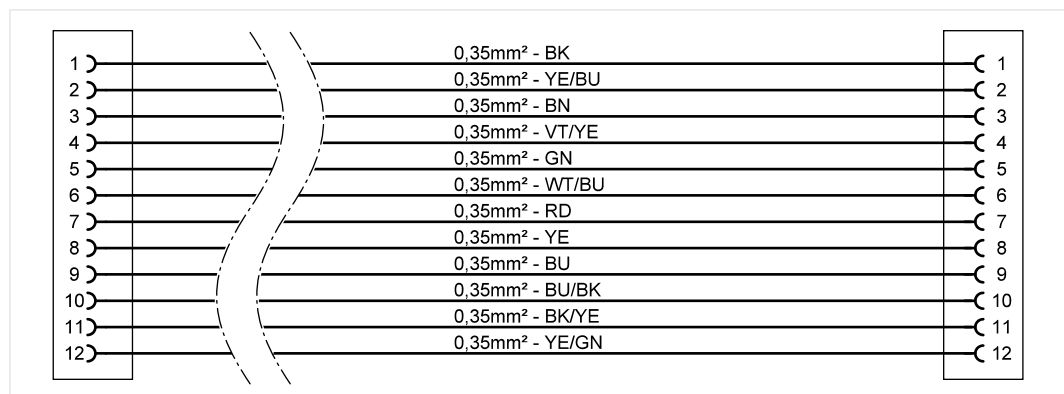 1 0,35mm² - BK 1
2 0,35mm² - YE/BU 2
3 0,35mm² - BN 3
4 0,35mm² - VT/YE 4
5 0,35mm² - GN 5
6 0,35mm² - WT/BU 6
7 0,35mm² - RD 7
8 0,35mm² - YE 8
9 0,35mm² - BU 9
10 0,35mm² - BU/BK 10
11 0,35mm² - BK/YE 11
12 0,35mm² - YE/GN 12